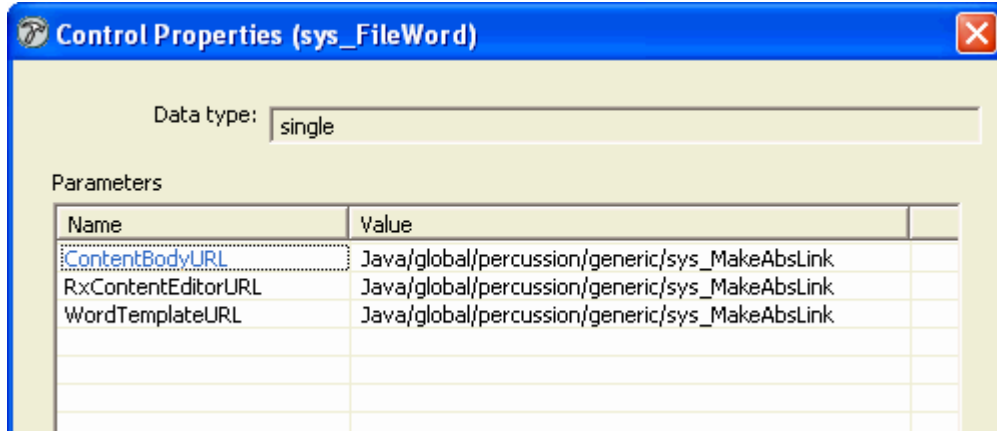 Control Properties (sys_FileWord)
Data type: single
Parameters
Name Value
ContentBodyURL Java/global/percussion/generic/sys_MakeAbsLink
RxContentEditorURL Java/global/percussion/generic/sys_MakeAbsLink
WordTemplateURL Java/global/percussion/generic/sys_MakeAbsLink